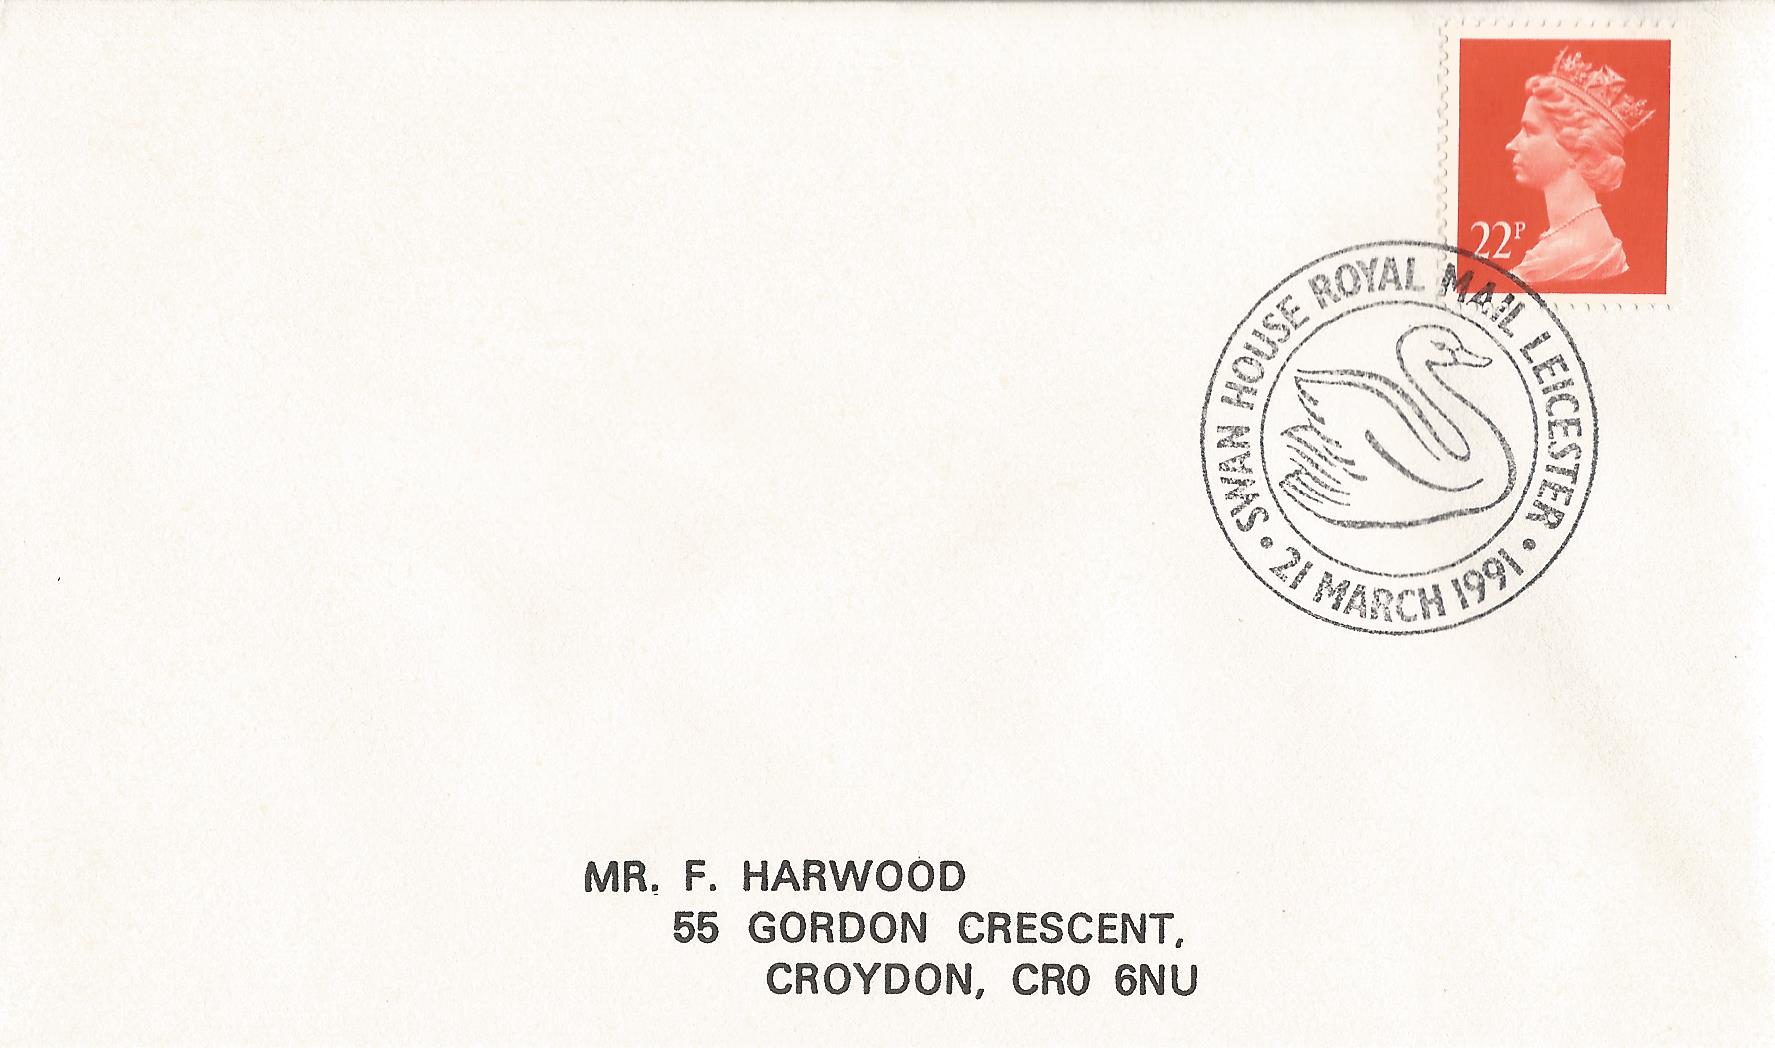 22P
SWAN HOUSE ROYAL MAIL LEICESTER
• 21 MARCH 1991 •
MR. F. HARWOOD
55 GORDON CRESCENT,
CROYDON, CR0 6NU